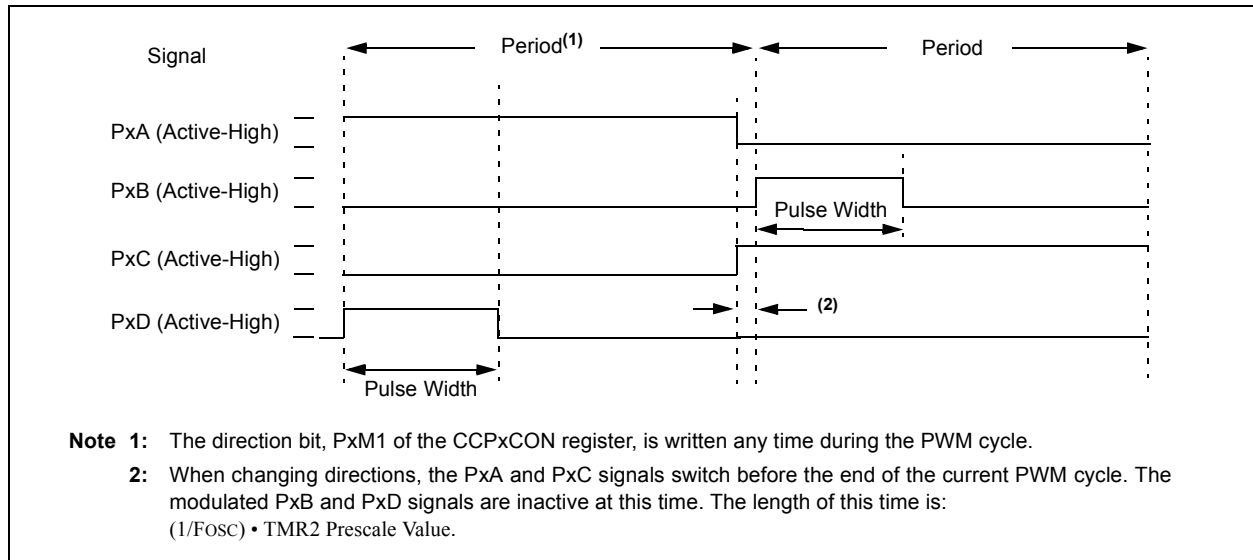 Signal
Period(1)
Period
PxA (Active-High)
PxB (Active-High)
Pulse Width
PxC (Active-High)
(2)
PxD (Active-High)
Pulse Width
Note 1: The direction bit, PxM1 of the CCPxCON register, is written any time during the PWM cycle.
2: When changing directions, the PxA and PxC signals switch before the end of the current PWM cycle. The
modulated PxB and PxD signals are inactive at this time. The length of this time is:
(1/FOSC) • TMR2 Prescale Value.